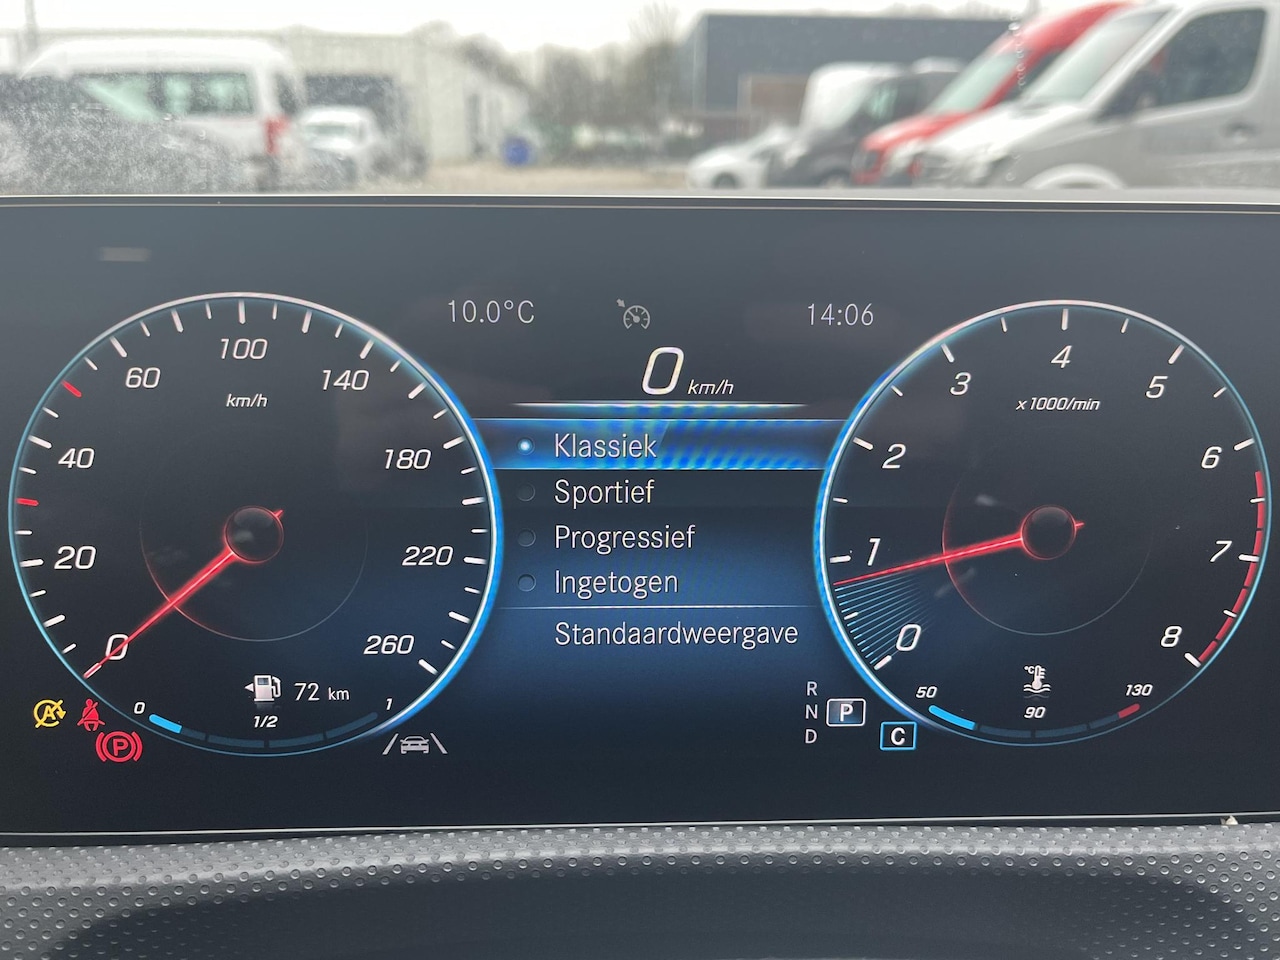 10.0°C
14:06
0 km/h
Klassiek
Sportief
Progressief
Ingetogen
Standaardweergave
0
20
40
60
100
140
180
220
260
km/h
72 km
0
1/2
1
A
P
0
1
2
3
4
5
6
7
8
x 1000/min
°C
50
90
130
R
N P
D
C